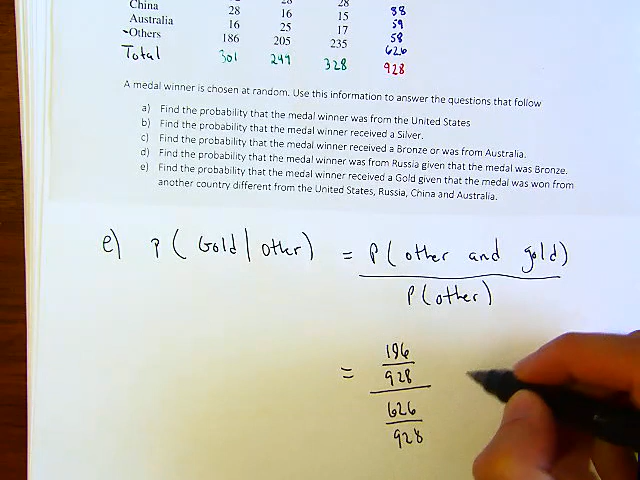 China 28 16 15 88
Australia 16 25 17 59
Others 186 205 235 58
626
Total 301 299 328 928
A medal winner is chosen at random. Use this information to answer the questions that follow
a) Find the probability that the medal winner was from the United States
b) Find the probability that the medal winner received a Silver.
c) Find the probability that the medal winner received a Bronze or was from Australia.
d) Find the probability that the medal winner was from Russia given that the medal was Bronze.
e) Find the probability that the medal winner received a Gold given that the medal was won from
another country different from the United States, Russia, China and Australia.
e) P( Gold | Other) = P( other and gold)
P(other)
= 196
928
626
928